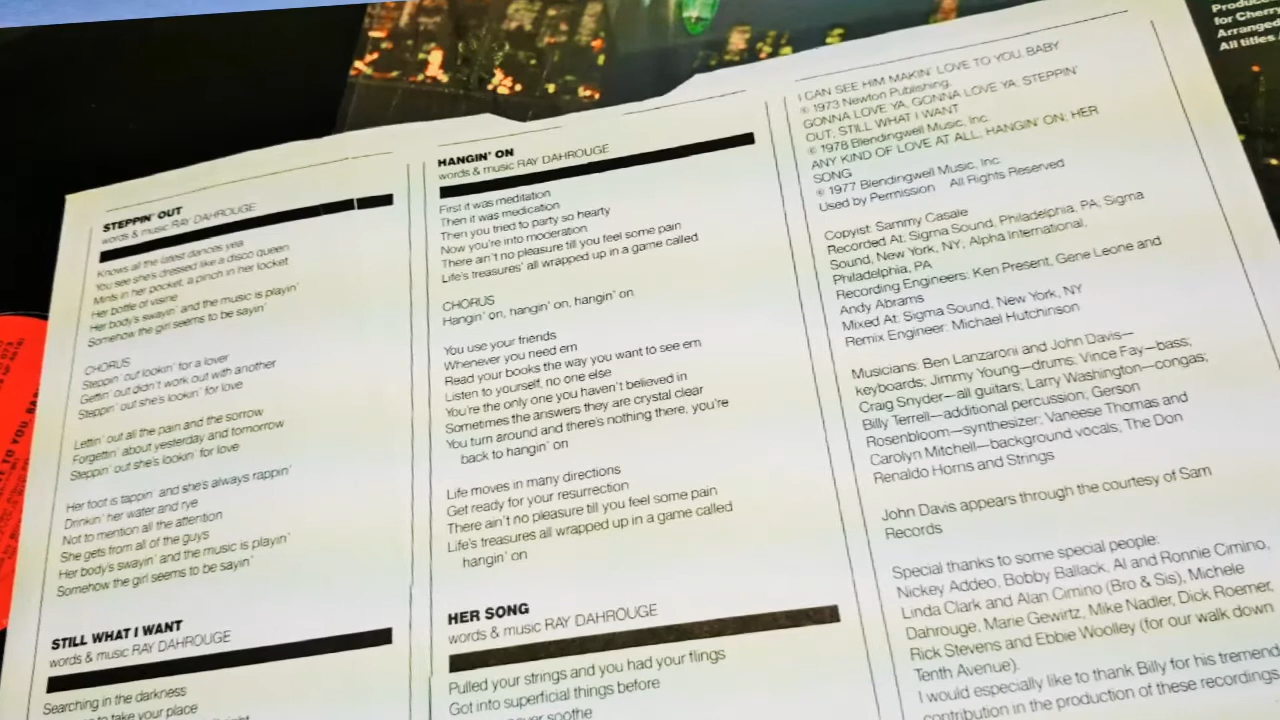 STEPPIN' OUT
words & music RAY DAHROUGE
Knows all the latest dances yea
You see she's dressed like a disco queen
Mints in her pocket, a pinch in her locket
Her bottle of visine
Her body's swayin' and the music is playin'
Somehow the girl seems to be sayin'
CHORUS
Steppin' out lookin' for a lover
Gettin' out didn't work out with another
Steppin' out she's lookin' for love
Lettin' out all the pain and the sorrow
Forgettin' about yesterday and tomorrow
Steppin' out she's lookin' for love
Her foot is tappin' and she's always rappin'
Drinkin' her water and rye
Not to mention all the attention
She gets from all of the guys
Her body's swayin' and the music is playin'
Somehow the girl seems to be sayin'
STILL WHAT I WANT
words & music RAY DAHROUGE
Searching in the darkness
to take your place
HANGIN' ON
words & music RAY DAHROUGE
First it was meditation
Then it was medication
Then you tried to party so hearty
Now you're into moderation
There ain't no pleasure till you feel some pain
Life's treasures' all wrapped up in a game called
CHORUS
Hangin' on, hangin' on, hangin' on
You use your friends
Whenever you need em
Read your books the way you want to see em
Listen to yourself, no one else
You're the only one you haven't believed in
Sometimes the answers they are crystal clear
You turn around and there's nothing there, you're
back to hangin' on
Life moves in many directions
Get ready for your resurrection
There ain't no pleasure till you feel some pain
Life's treasures all wrapped up in a game called
hangin' on
HER SONG
words & music RAY DAHROUGE
Pulled your strings and you had your flings
Got into superficial things before
soothe
I CAN SEE HIM MAKIN' LOVE TO YOU, BABY
© 1973 Newton Publishing.
GONNA LOVE YA, GONNA LOVE YA; STEPPIN'
OUT; STILL WHAT I WANT
© 1978 Blendingwell Music, Inc.
ANY KIND OF LOVE AT ALL; HANGIN' ON; HER
SONG
© 1977 Blendingwell Music, Inc.
Used by Permission All Rights Reserved
Copyist: Sammy Casale
Recorded At: Sigma Sound, Philadelphia, PA, Sigma
Sound, New York, NY; Alpha International,
Philadelphia, PA
Recording Engineers: Ken Present, Gene Leone and
Andy Abrams
Mixed At: Sigma Sound, New York, NY
Remix Engineer: Michael Hutchinson
Musicians: Ben Lanzaroni and John Davis—
keyboards; Jimmy Young—drums; Vince Fay—bass;
Craig Snyder—all guitars; Larry Washington—congas;
Billy Terrell—additional percussion; Gerson
Rosenbloom—synthesizer; Vaneese Thomas and
Carolyn Mitchell—background vocals; The Don
Renaldo Horns and Strings
John Davis appears through the courtesy of Sam
Records
Special thanks to some special people:
Nickey Addeo, Bobby Ballack, Al and Ronnie Cimino,
Linda Clark and Alan Cimino (Bro & Sis), Michele
Dahrouge, Marie Gewirtz, Mike Nadler, Dick Roemer,
Rick Stevens and Ebbie Woolley (for our walk down
Tenth Avenue).
I would especially like to thank Billy for his
contribution in the production of these recordings
for Cherry
Arranged
All titles
TO YOU,